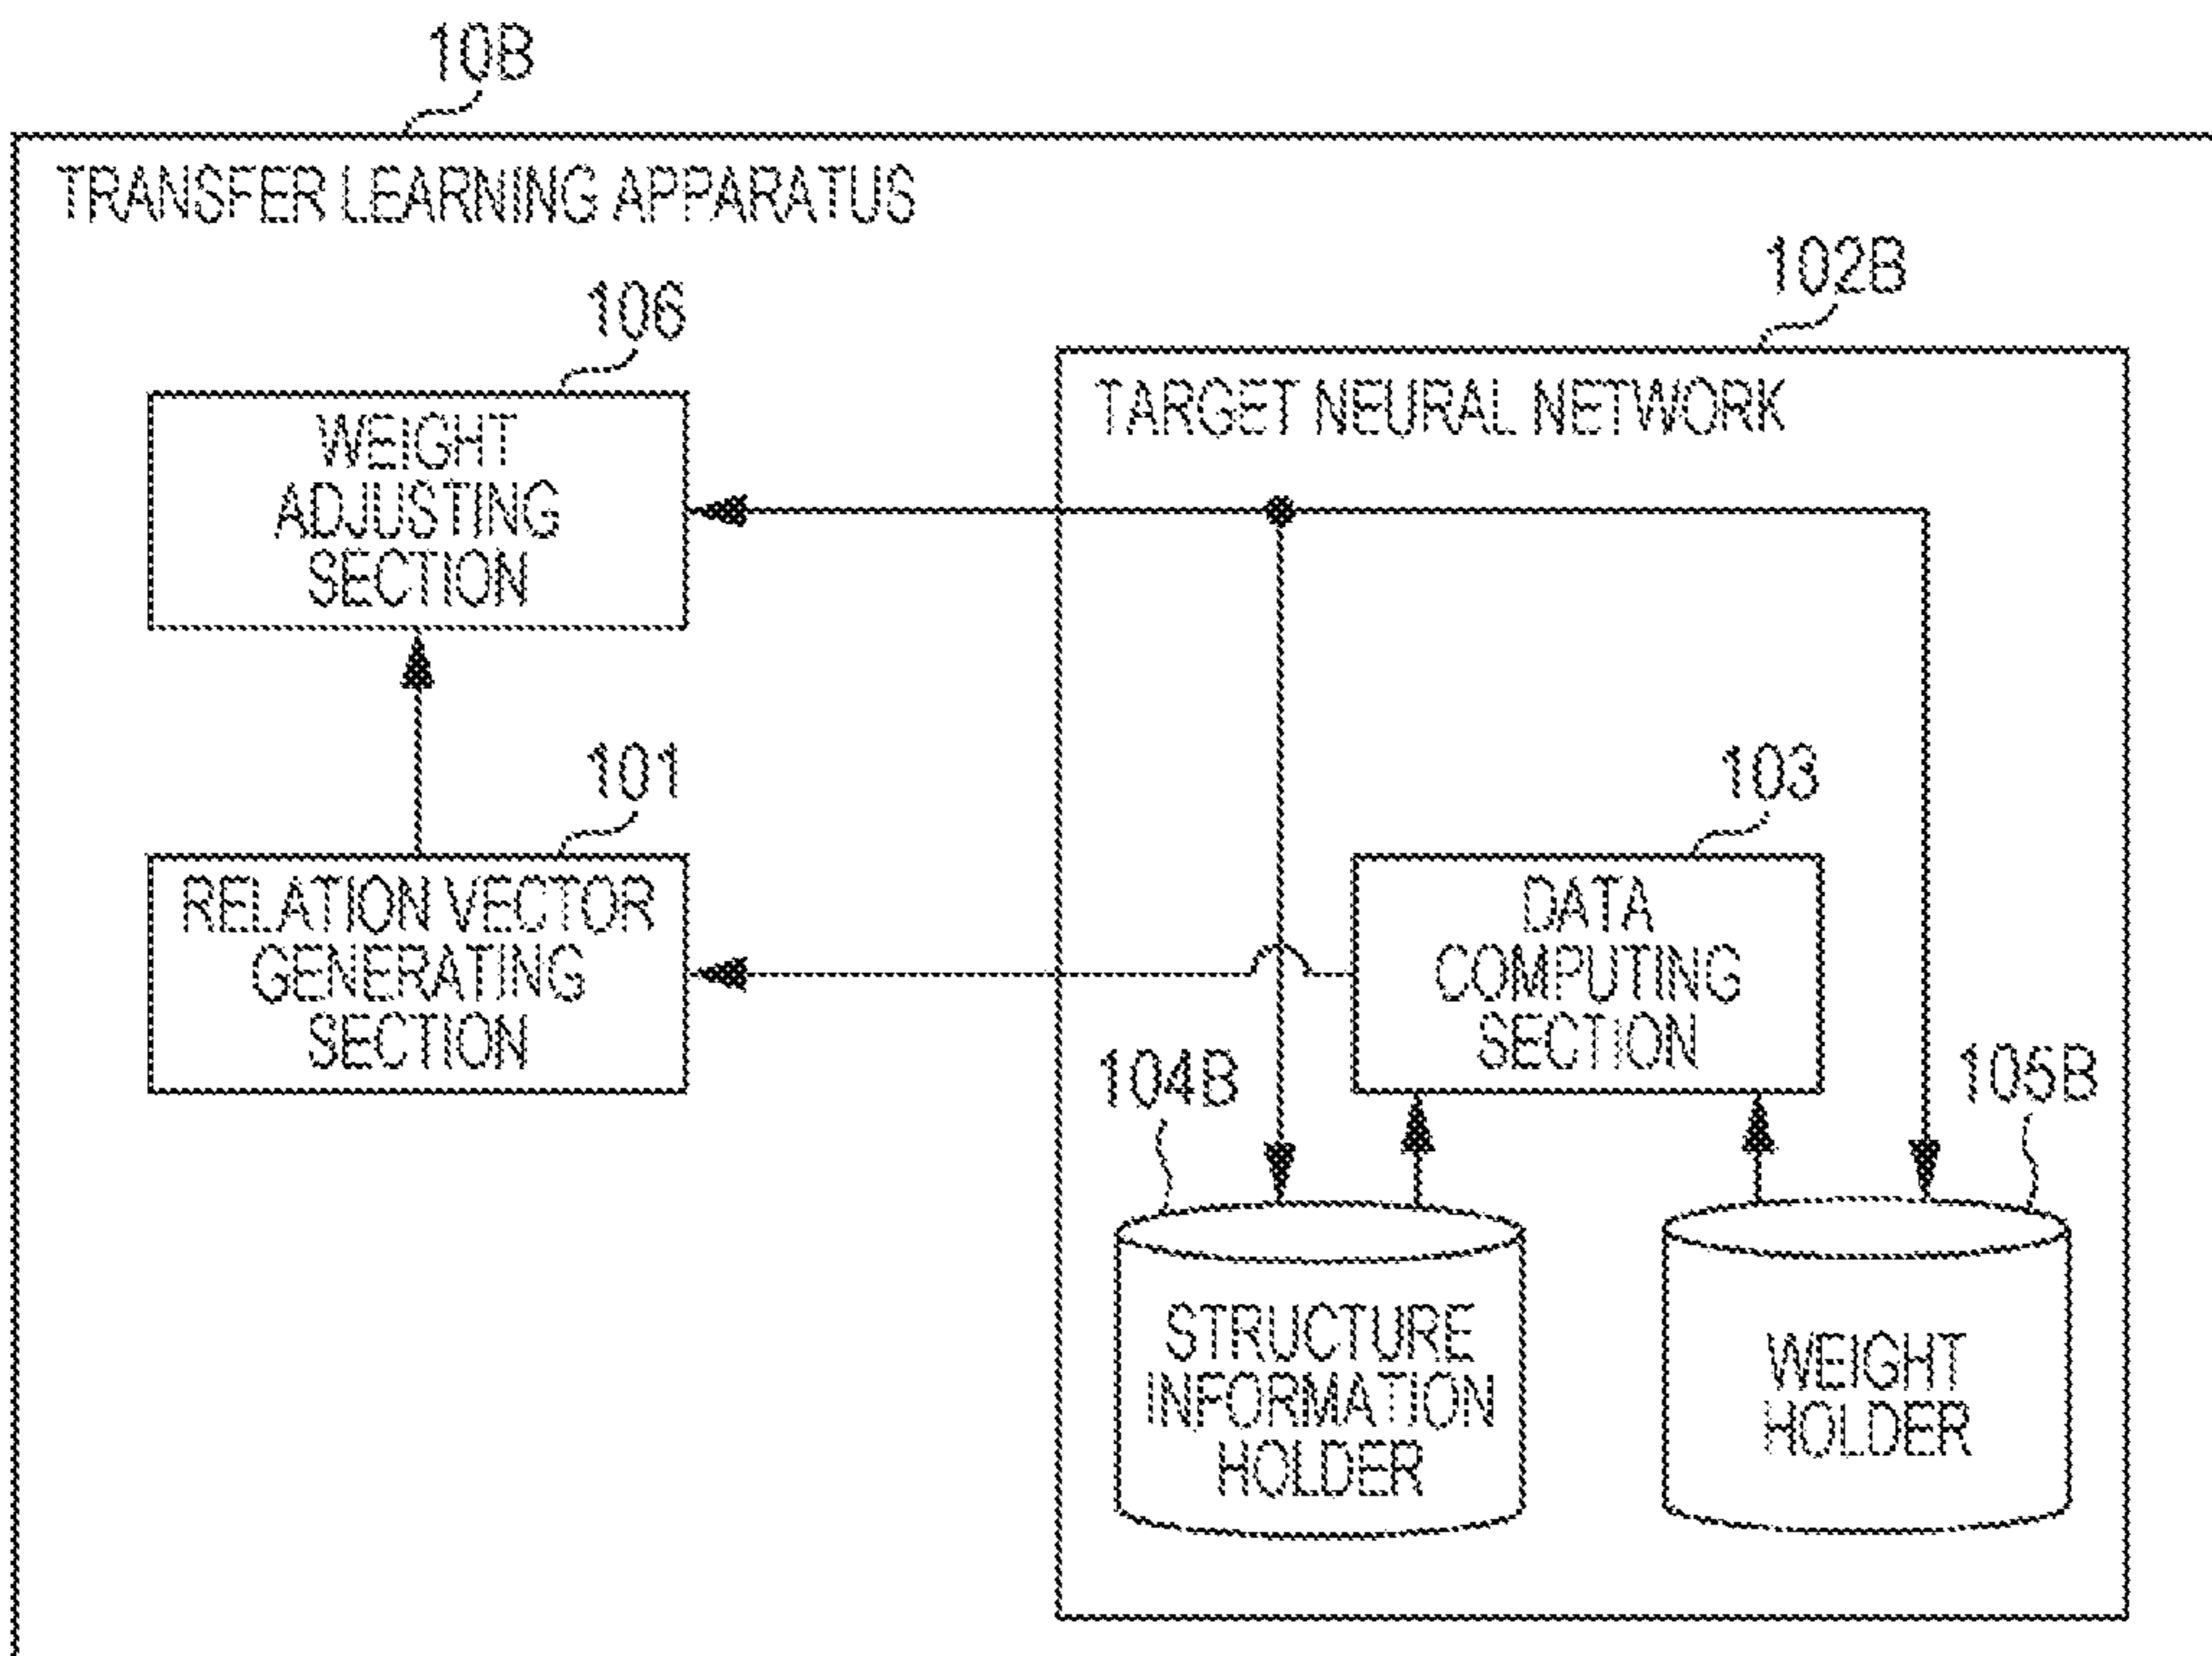 10B
TRANSFER LEARNING APPARATUS
102B
106
WEIGHT
ADJUSTING
SECTION
TARGET NEURAL NETWORK
101
RELATION VECTOR
GENERATING
SECTION
103
DATA
COMPUTING
SECTION
104B
105B
STRUCTURE
INFORMATION
HOLDER
WEIGHT
HOLDER